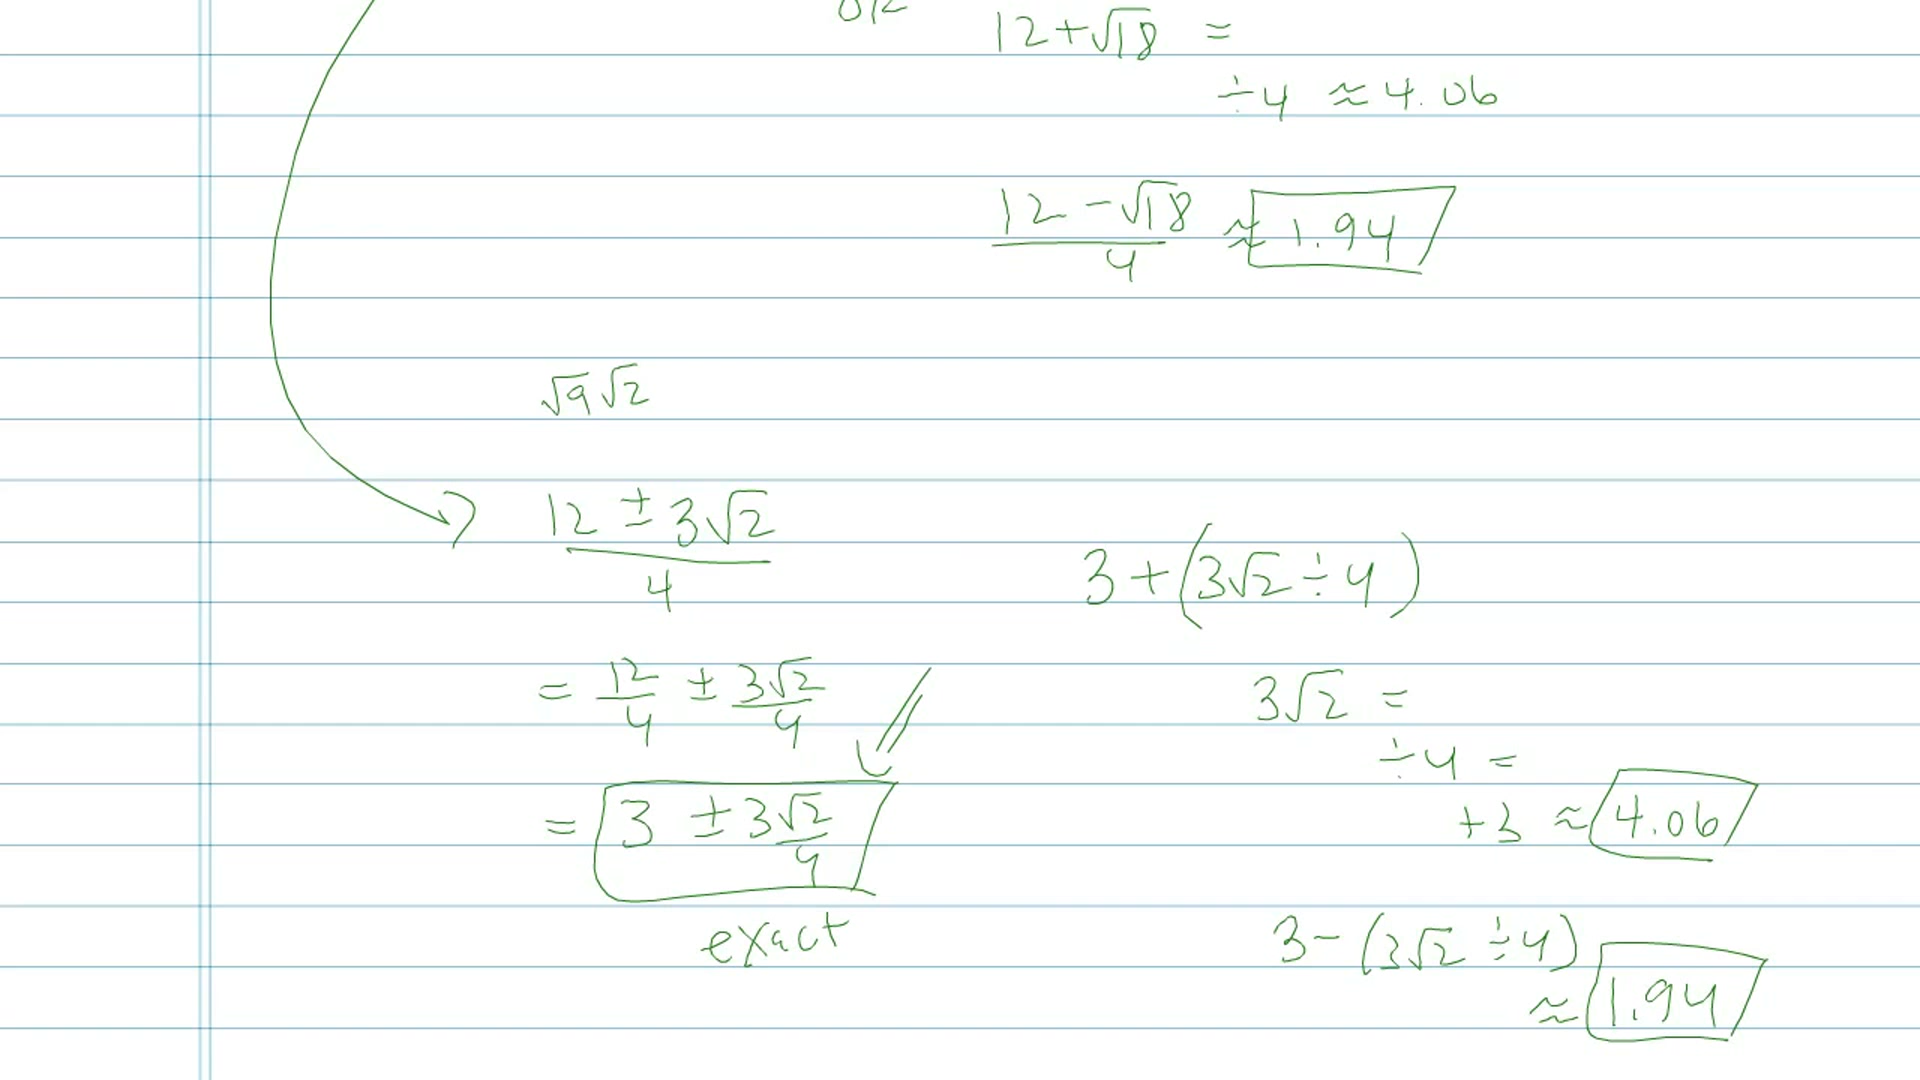 OR
12+√18 =
÷4 ≈ 4.06
12 - √18 / 4 ≈ 1.94
√9 √2
12 ± 3√2 / 4
= 12/4 ± 3√2/4
= 3 ± 3√2/4
exact
3 + (3√2 ÷ 4)
3√2 =
÷4 =
+3 ≈ 4.06
3 - (3√2 ÷ 4)
≈ 1.94